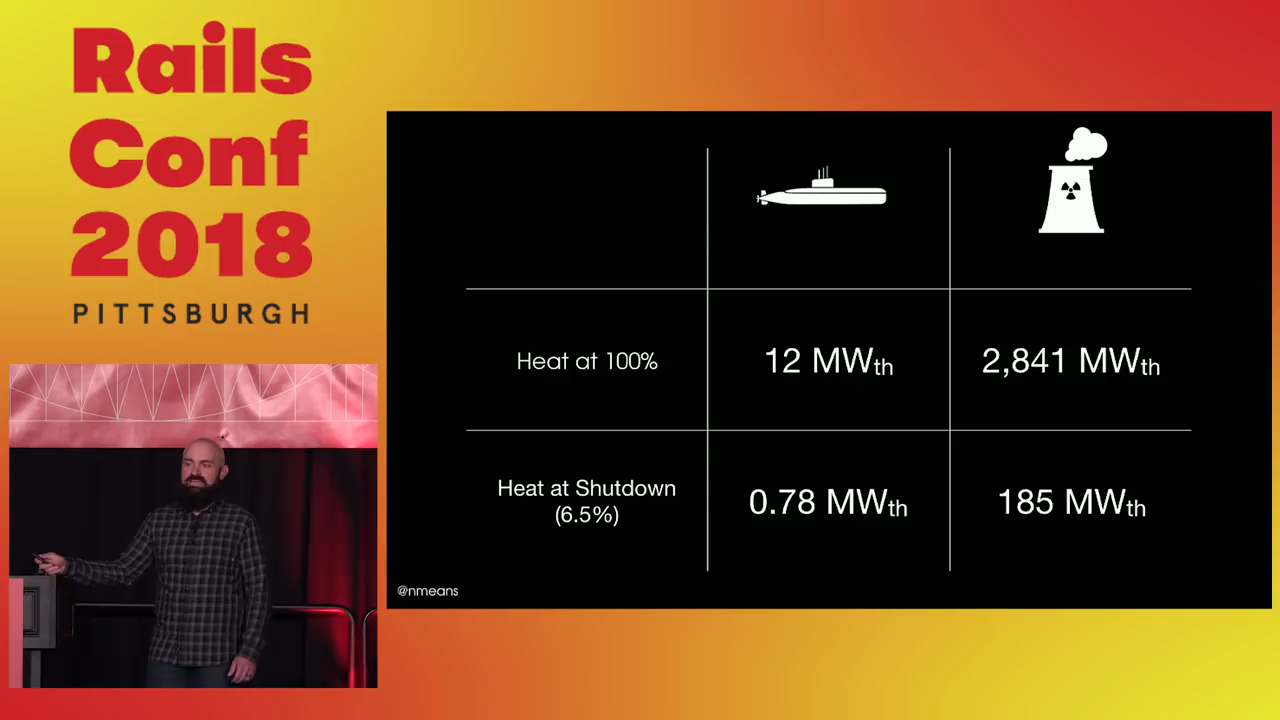 Rails
Conf
2018
PITTSBURGH
Heat at 100%
12 MWth
2,841 MWth
Heat at Shutdown
(6.5%)
0.78 MWth
185 MWth
@nmeans